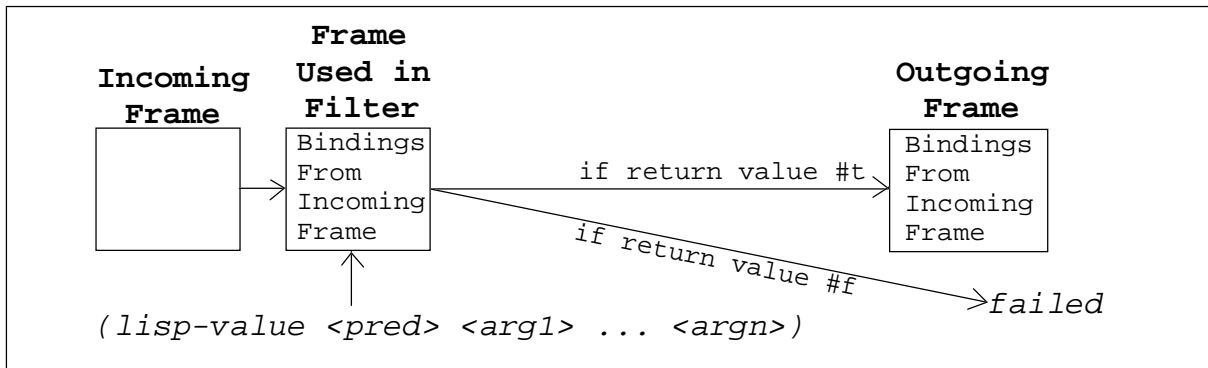 Incoming
Frame
Frame
Used in
Filter
Bindings
From
Incoming
Frame
if return value #t
if return value #f
Outgoing
Frame
Bindings
From
Incoming
Frame
failed
(lisp-value <pred> <arg1> ... <argn>)